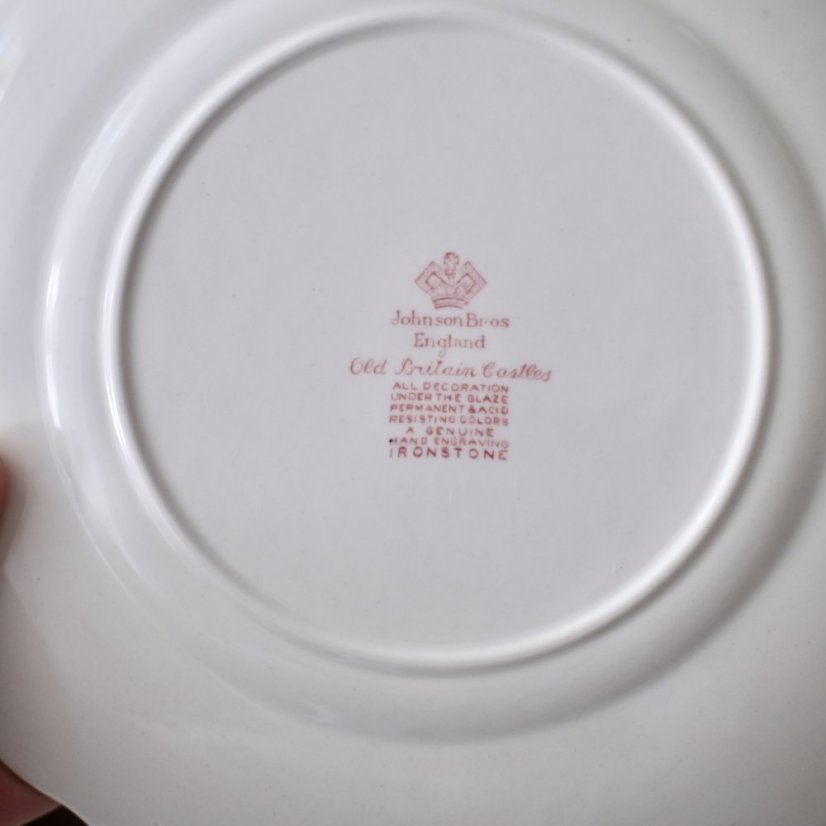 Johnson Bros
England
Old Britain Castles
ALL DECORATION
UNDER THE GLAZE
PERMANENT & ACID
RESISTING COLORS
A GENUINE
HAND ENGRAVING
IRONSTONE